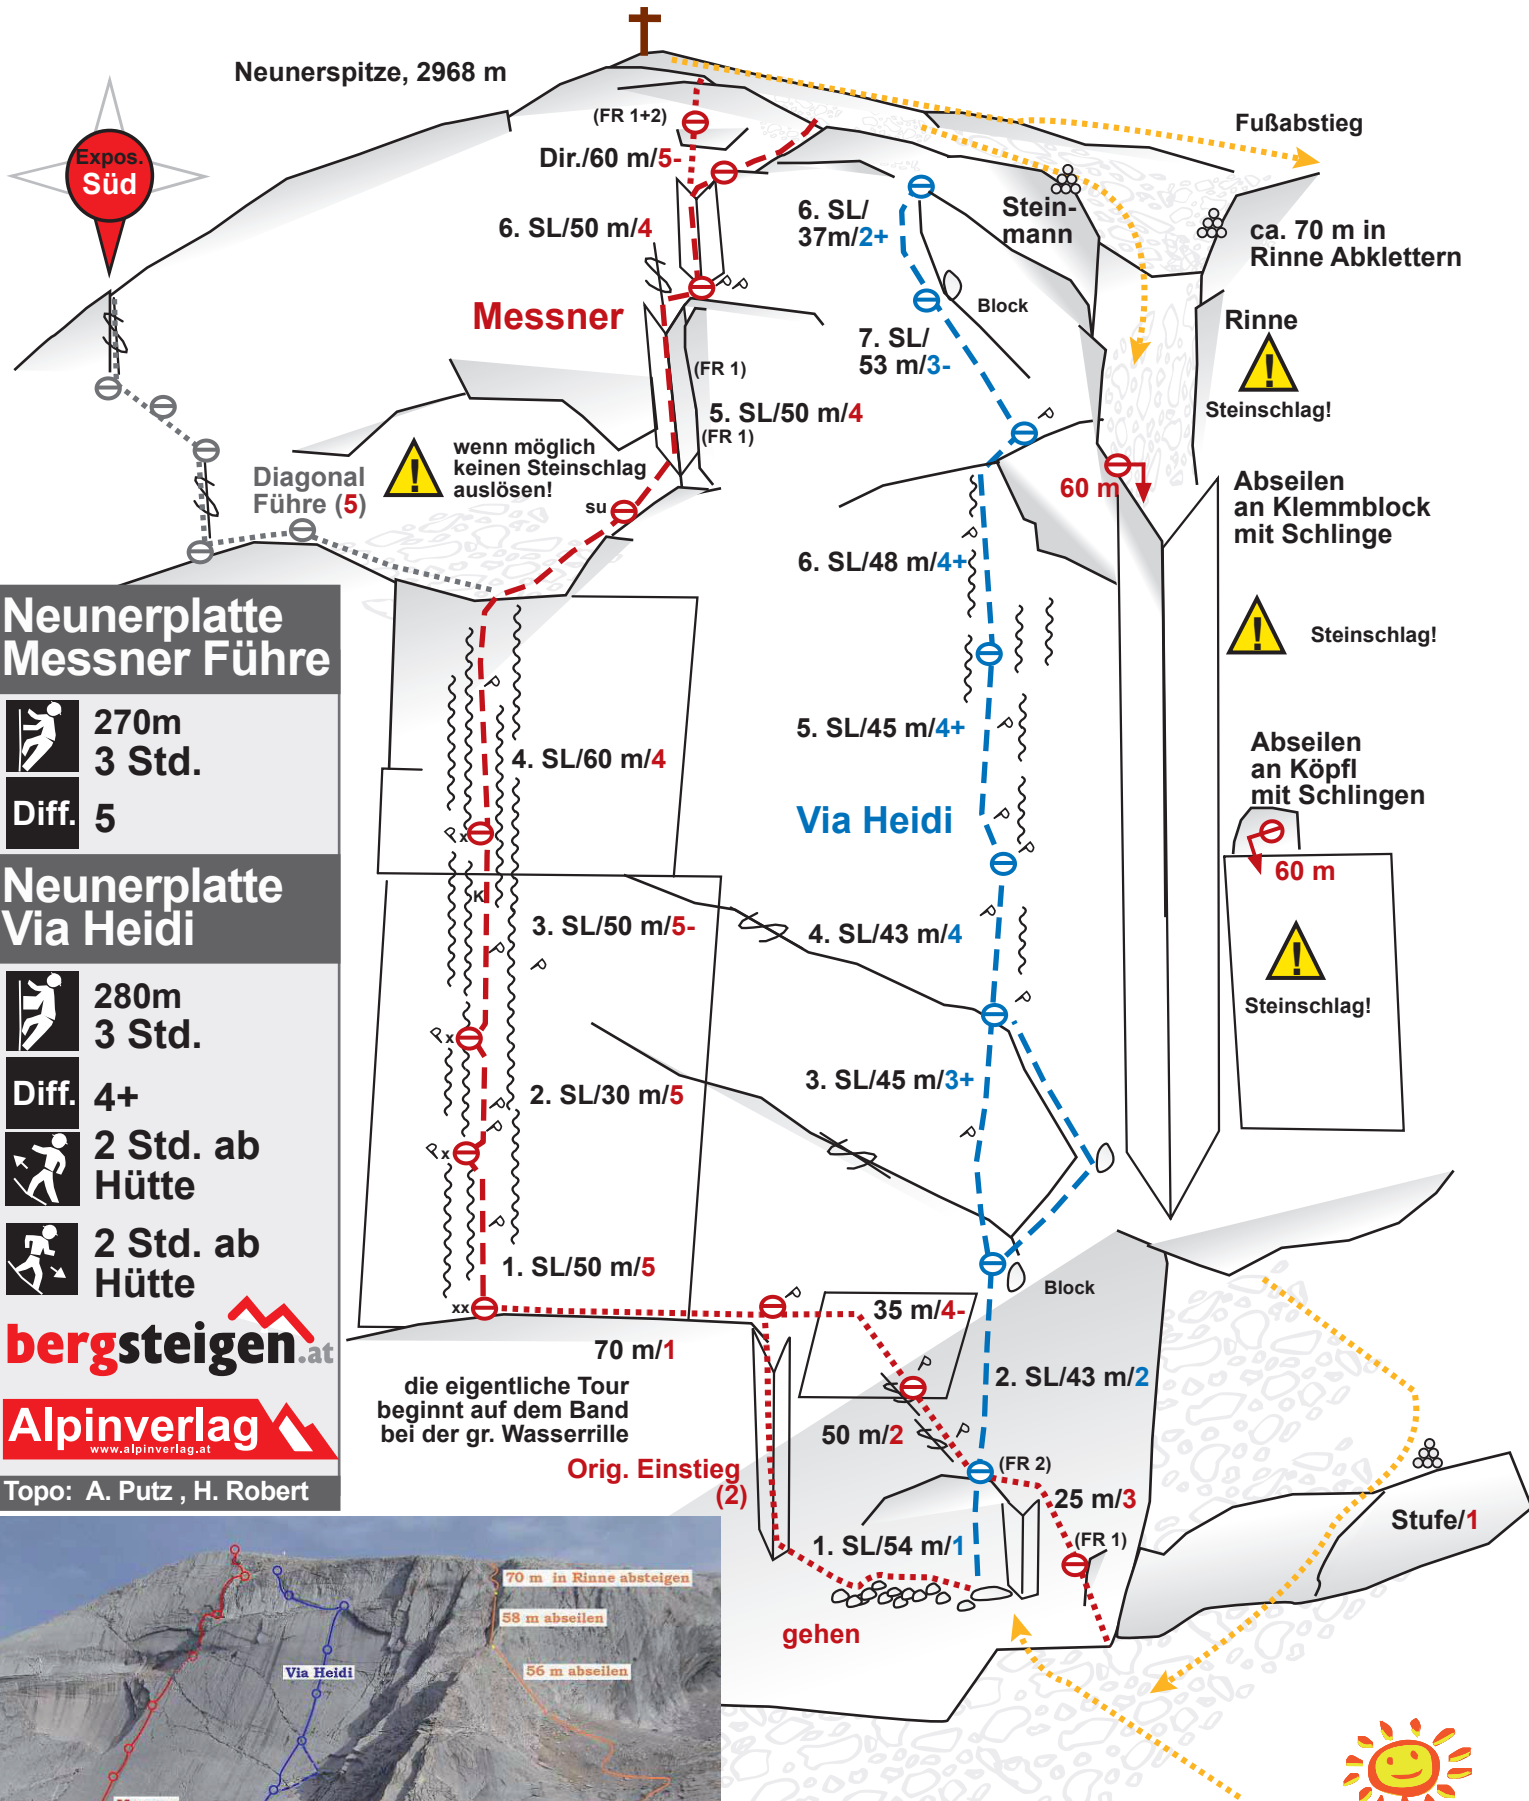 Neunerspitze, 2968 m
Expos.
Süd
(FR 1+2)
Dir./60 m/5-
6. SL/50 m/4
Messner
(FR 1)
5. SL/50 m/4
(FR 1)
wenn möglich
keinen Steinschlag
auslösen!
su
Diagonal
Führe (5)
6. SL/
37m/2+
Block
7. SL/
53 m/3-
Stein-
mann
Fußabstieg
ca. 70 m in
Rinne Abklettern
Rinne
!
Steinschlag!
60 m
Abseilen
an Klemmblock
mit Schlinge
!
Steinschlag!
Abseilen
an Köpfl
mit Schlingen
60 m
!
Steinschlag!
6. SL/48 m/4+
5. SL/45 m/4+
Via Heidi
4. SL/43 m/4
3. SL/45 m/3+
Block
2. SL/43 m/2
(FR 2)
1. SL/54 m/1
4. SL/60 m/4
P x
K
3. SL/50 m/5-
P x
2. SL/30 m/5
P x
1. SL/50 m/5
xx
70 m/1
die eigentliche Tour
beginnt auf dem Band
bei der gr. Wasserrille
Orig. Einstieg
(2)
35 m/4-
50 m/2
25 m/3
(FR 1)
gehen
Stufe/1
Neunerplatte
Messner Führe
270m
3 Std.
Diff. 5
Neunerplatte
Via Heidi
280m
3 Std.
Diff. 4+
2 Std. ab
Hütte
2 Std. ab
Hütte
bergsteigen.at
Alpinverlag
www.alpinverlag.at
Topo: A. Putz , H. Robert
70 m in Rinne absteigen
58 m abseilen
Via Heidi
56 m abseilen